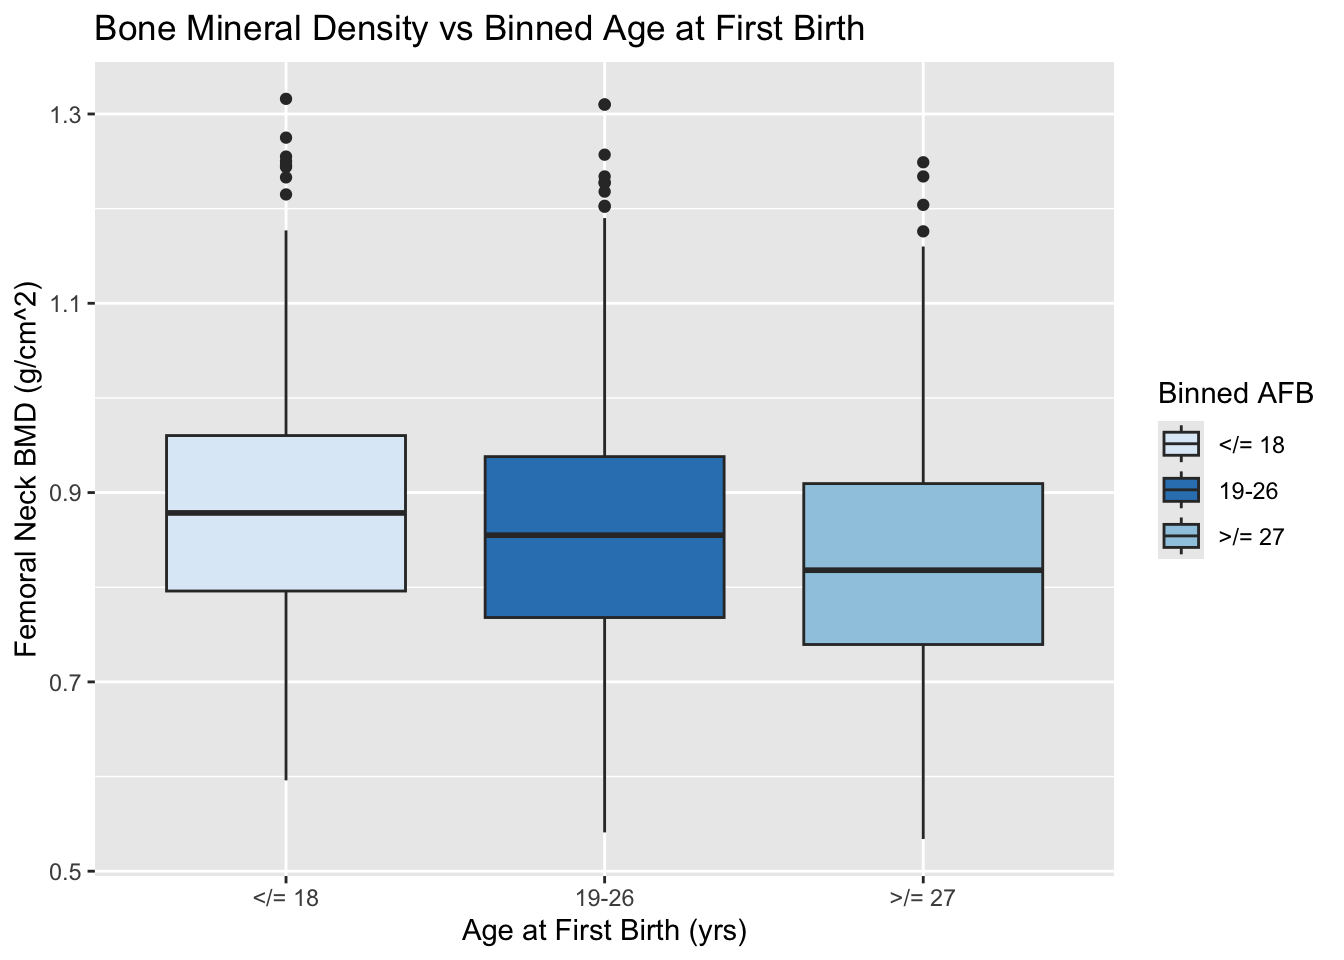 Bone Mineral Density vs Binned Age at First Birth
Femoral Neck BMD (g/cm^2)
1.3
1.1
0.9
0.7
0.5
</= 18
19-26
>/= 27
Age at First Birth (yrs)
Binned AFB
</= 18
19-26
>/= 27